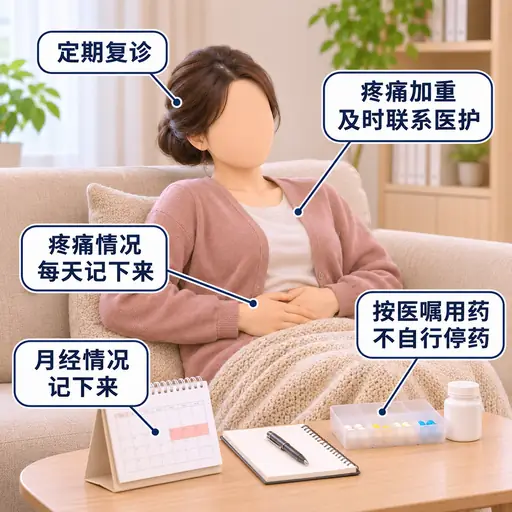 定期复诊
疼痛加重
及时联系医护
疼痛情况
每天记下来
按医嘱用药
不自行停药
月经情况
记下来